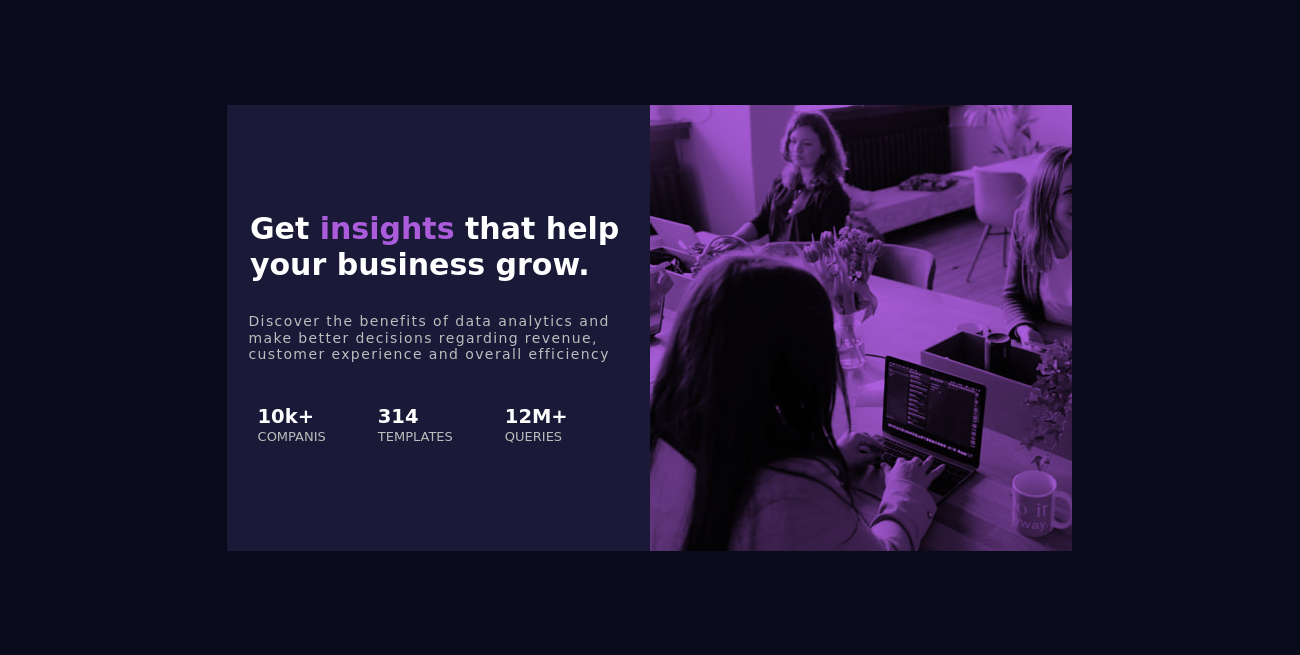 Get insights that help
your business grow.
Discover the benefits of data analytics and
make better decisions regarding revenue,
customer experience and overall efficiency
10k+ 314 12M+
COMPANIS TEMPLATES QUERIES